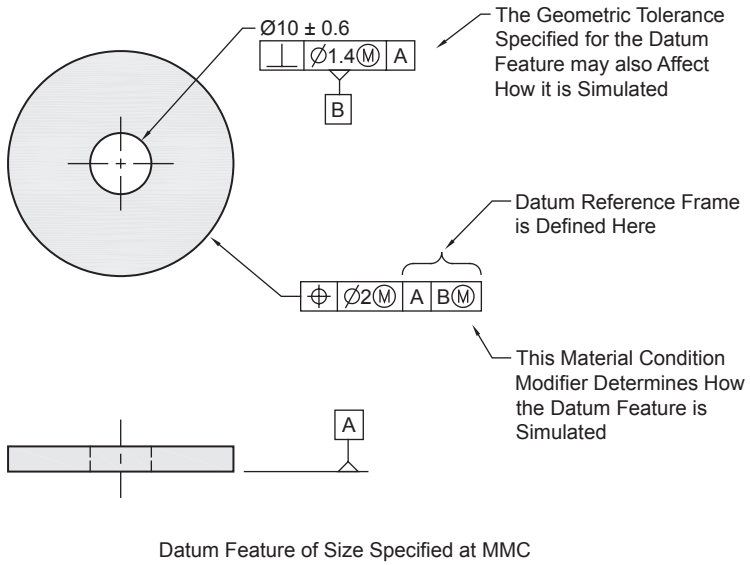 Ø10 ± 0.6
⊥ Ø1.4Ⓜ A
B
The Geometric Tolerance
Specified for the Datum
Feature may also Affect
How it is Simulated
Datum Reference Frame
is Defined Here
⌖ Ø2Ⓜ A BⓂ
This Material Condition
Modifier Determines How
the Datum Feature is
Simulated
A
Datum Feature of Size Specified at MMC